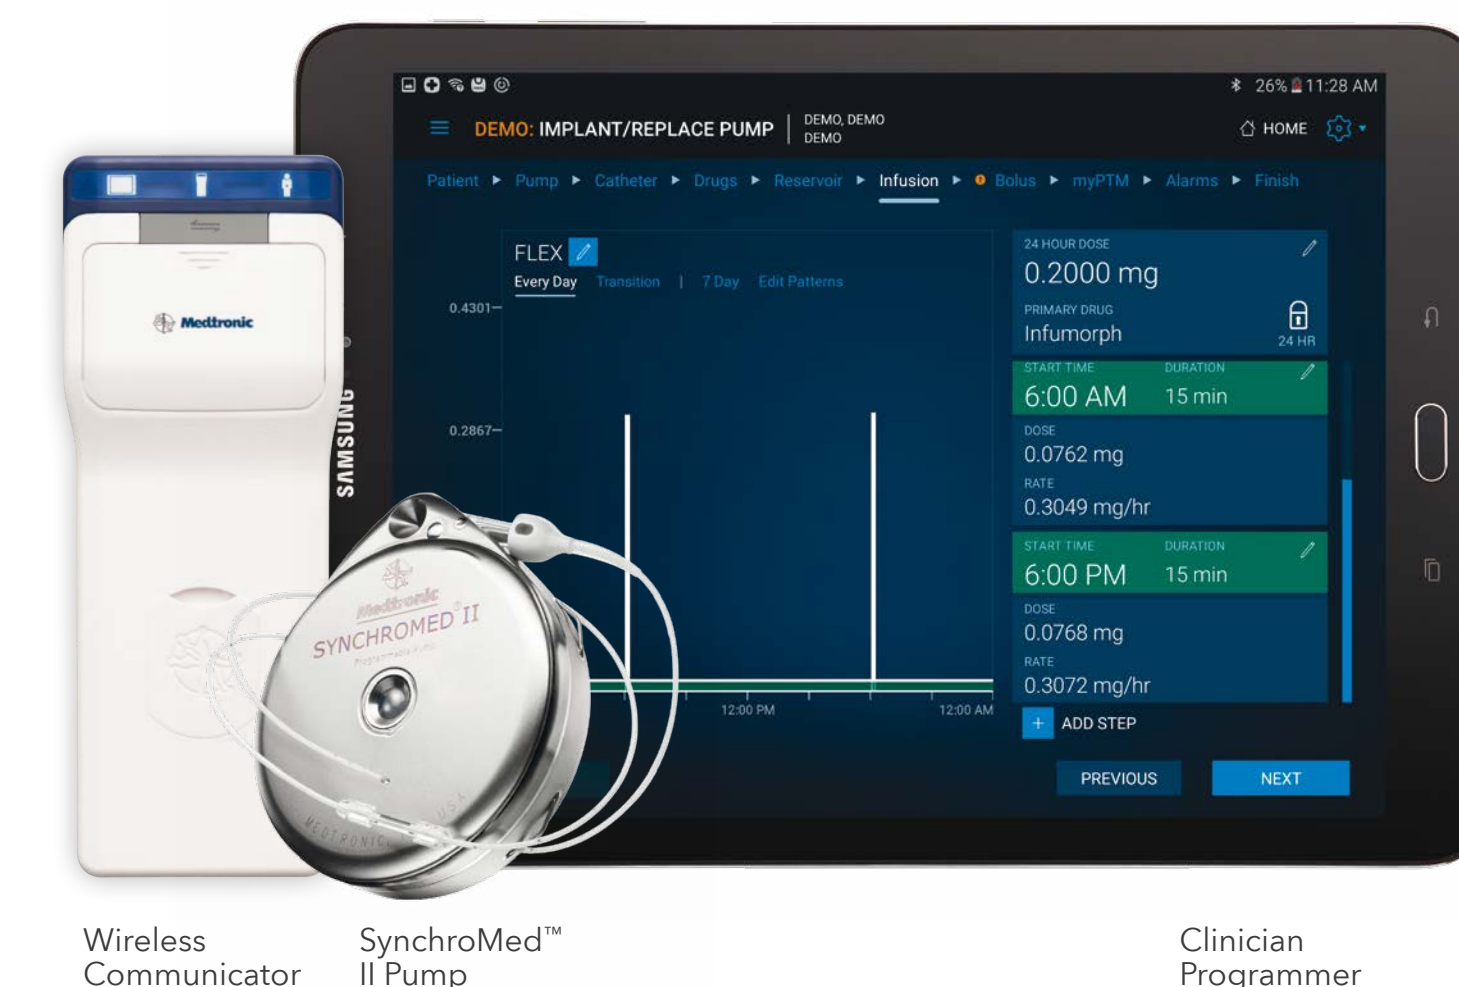 26% 11:28 AM
DEMO: IMPLANT/REPLACE PUMP
DEMO, DEMO
DEMO
HOME
Patient Pump Catheter Drugs Reservoir Infusion Bolus myPTM Alarms Finish
FLEX
Every Day Transition | 7 Day Edit Patterns
0.4301
0.2867
12:00 PM
12:00 AM
24 HOUR DOSE
0.2000 mg
PRIMARY DRUG
Infumorph
24 HR
START TIME DURATION
6:00 AM 15 min
DOSE
0.0762 mg
RATE
0.3049 mg/hr
START TIME DURATION
6:00 PM 15 min
DOSE
0.0768 mg
RATE
0.3072 mg/hr
+ ADD STEP
PREVIOUS NEXT
SAMSUNG
Medtronic
Medtronic
SYNCHROMED® II
Programmable Pump
MEDTRONIC, USA
Wireless
Communicator
SynchroMed™
II Pump
Clinician
Programmer